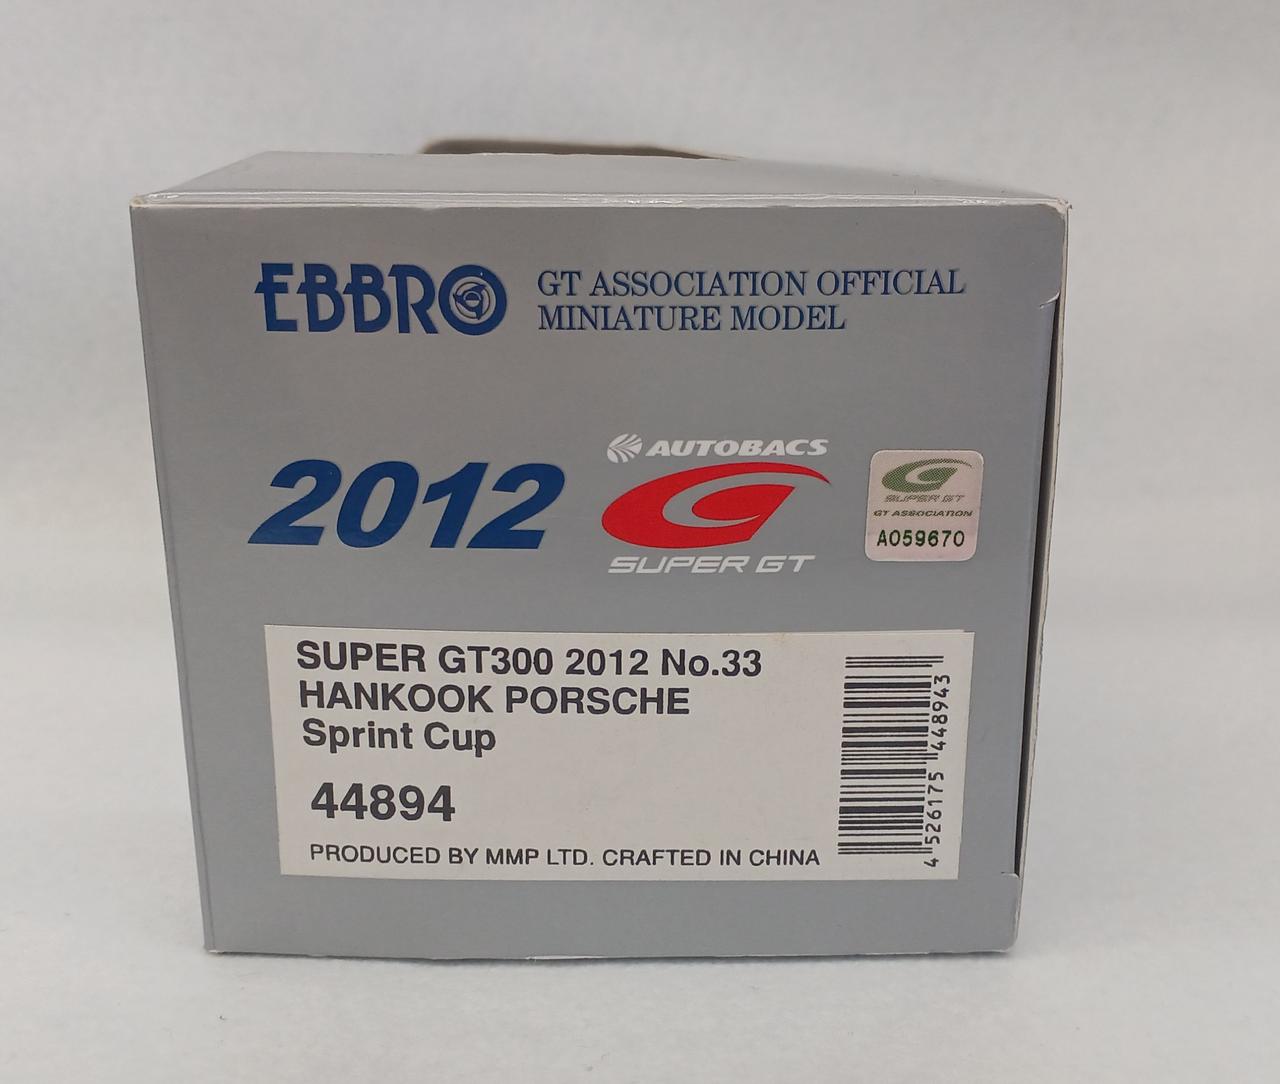 EBBRO
GT ASSOCIATION OFFICIAL
MINIATURE MODEL
2012
AUTOBACS
SUPER GT
SUPER GT
GT ASSOCIATION
A059670
SUPER GT300 2012 No.33
HANKOOK PORSCHE
Sprint Cup
44894
PRODUCED BY MMP LTD. CRAFTED IN CHINA
4 526175 448943